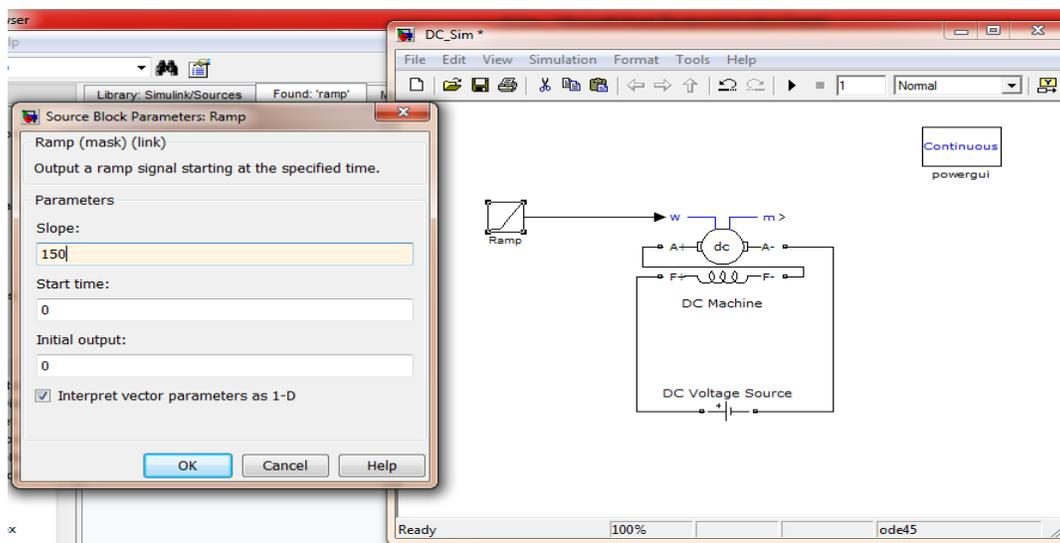 ser
lp
Library: Simulink/Sources
Found: 'ramp'
Source Block Parameters: Ramp
Ramp (mask) (link)
Output a ramp signal starting at the specified time.
Parameters
Slope:
150
Start time:
0
Initial output:
0
Interpret vector parameters as 1-D
OK Cancel Help
DC_Sim *
File Edit View Simulation Format Tools Help
1 Normal
Continuous
powergui
Ramp
w m >
A+ dc A-
F+ F-
DC Machine
DC Voltage Source
+
Ready 100% ode45